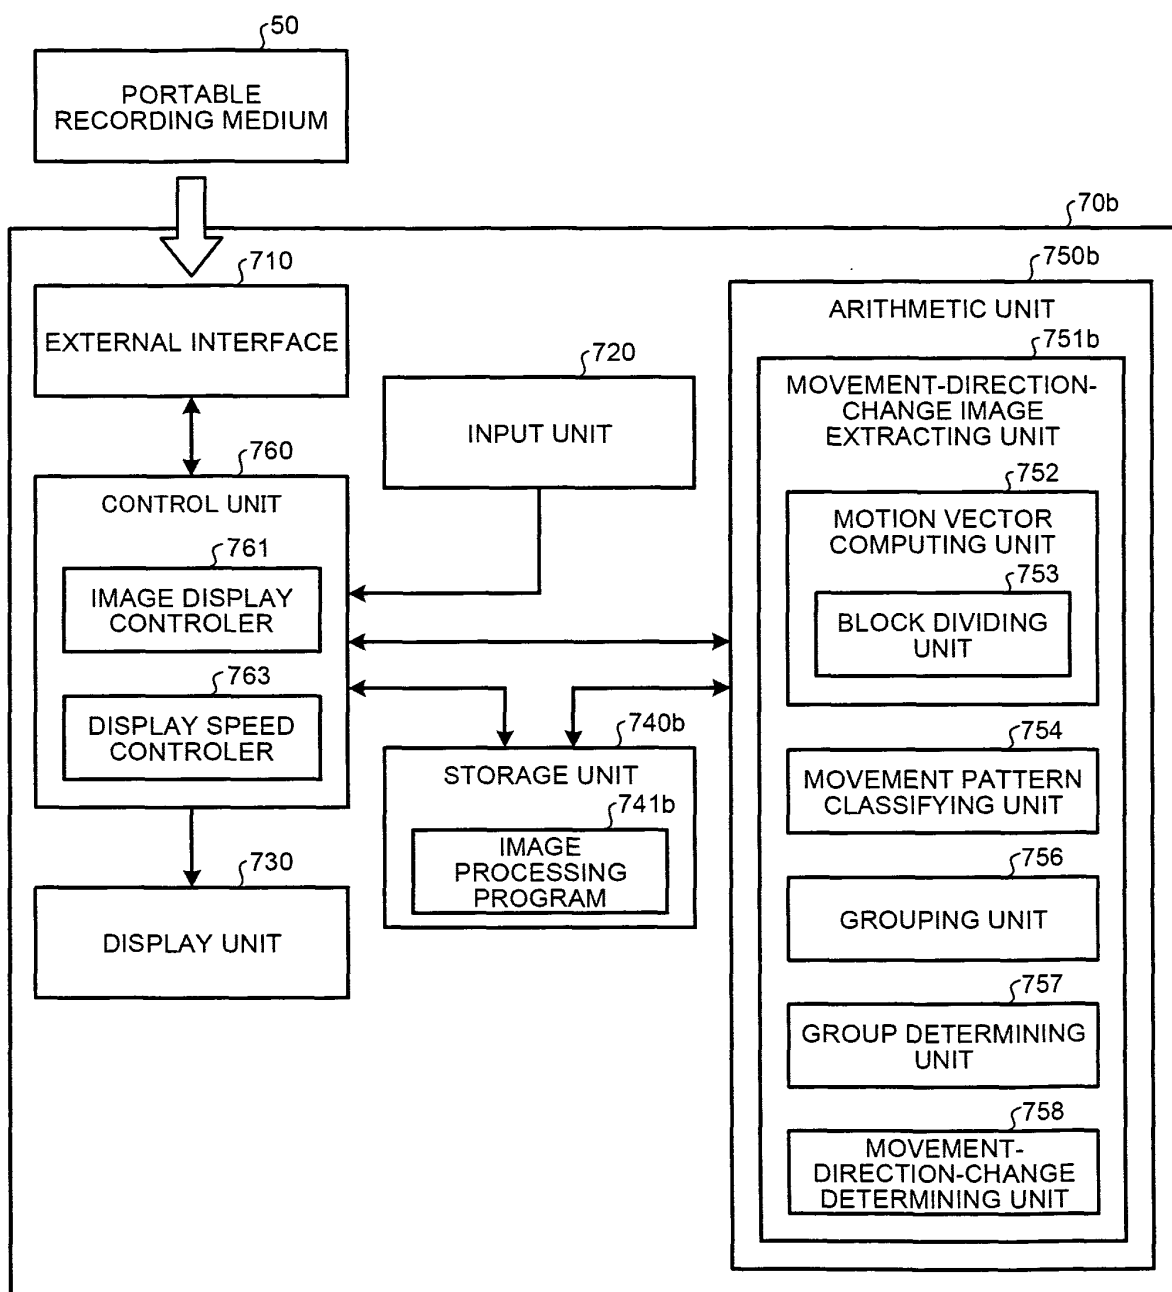 50
PORTABLE
RECORDING MEDIUM
70b
710
EXTERNAL INTERFACE
720
INPUT UNIT
760
CONTROL UNIT
761
IMAGE DISPLAY
CONTROLER
763
DISPLAY SPEED
CONTROLER
730
DISPLAY UNIT
740b
STORAGE UNIT
741b
IMAGE
PROCESSING
PROGRAM
750b
ARITHMETIC UNIT
751b
MOVEMENT-DIRECTION-
CHANGE IMAGE
EXTRACTING UNIT
752
MOTION VECTOR
COMPUTING UNIT
753
BLOCK DIVIDING
UNIT
754
MOVEMENT PATTERN
CLASSIFYING UNIT
756
GROUPING UNIT
757
GROUP DETERMINING
UNIT
758
MOVEMENT-
DIRECTION-CHANGE
DETERMINING UNIT